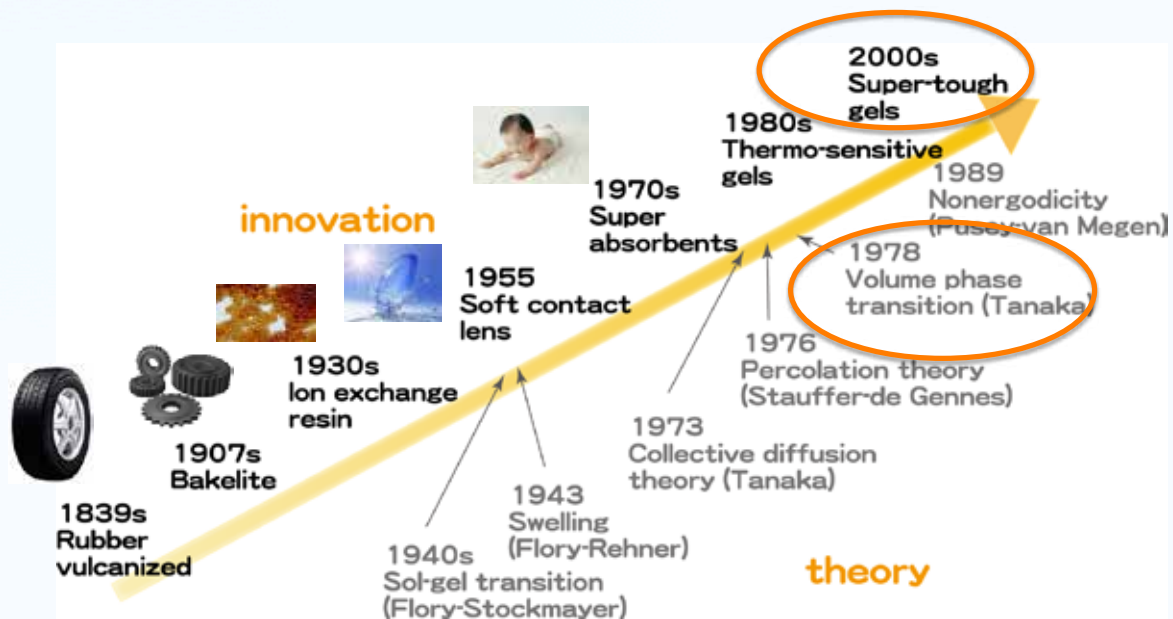 2000s
Super-tough
gels
1980s
Thermo-sensitive
gels
1989
Nonergodicity
(Pusey-van Megen)
1970s
Super
absorbents
innovation
1978
Volume phase
transition (Tanaka)
1955
Soft contact
lens
1976
Percolation theory
(Stauffer-de Gennes)
1930s
Ion exchange
resin
1973
Collective diffusion
theory (Tanaka)
1907s
Bakelite
1943
Swelling
(Flory-Rehner)
1839s
Rubber
vulcanized
1940s
Sol-gel transition
(Flory-Stockmayer)
theory